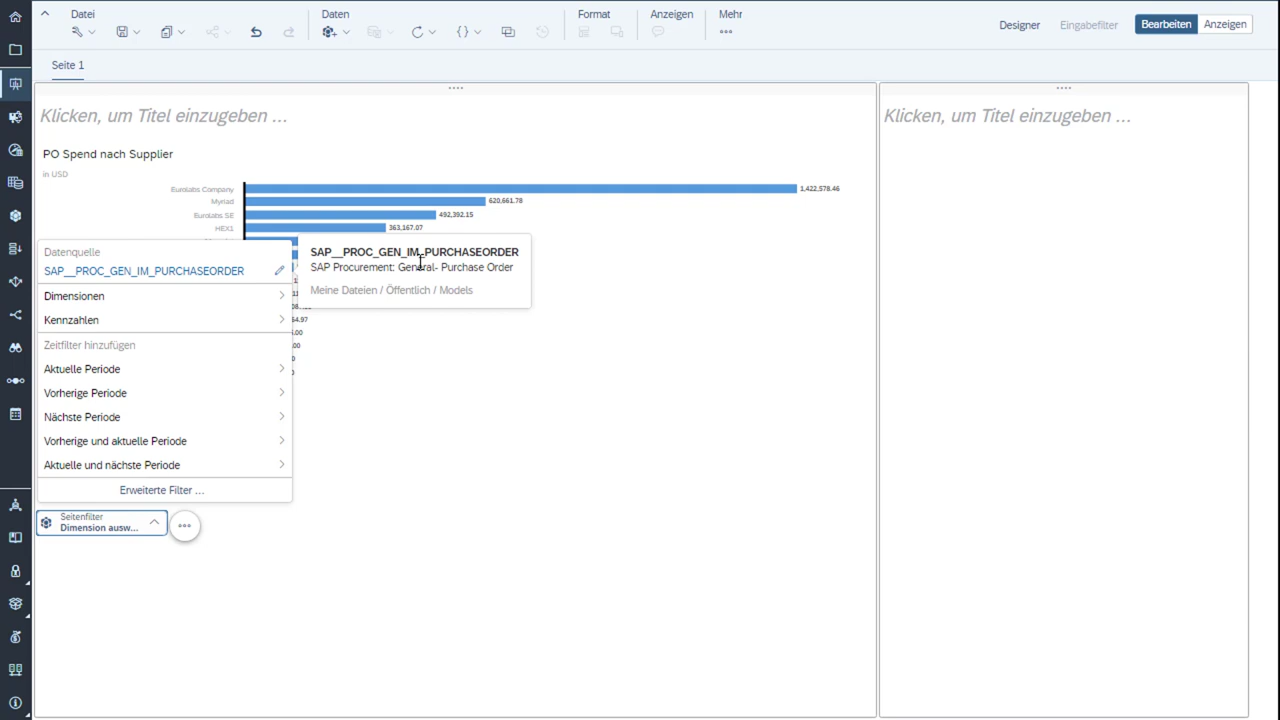 Datei
Daten
Format
Anzeigen
Mehr
Designer
Eingabefilter
Bearbeiten
Anzeigen
Seite 1
Klicken, um Titel einzugeben ...
Klicken, um Titel einzugeben ...
PO Spend nach Supplier
in USD
Eurolabs Company
1,422,578.46
Myriad
620,661.78
Eurolabs SE
492,392.15
HEX1
363,167.07
Datenquelle
SAP__PROC_GEN_IM_PURCHASEORDER
SAP__PROC_GEN_IM_PURCHASEORDER
SAP Procurement: General- Purchase Order
Meine Dateien / Öffentlich / Models
Dimensionen
Kennzahlen
Zeitfilter hinzufügen
Aktuelle Periode
Vorherige Periode
Nächste Periode
Vorherige und aktuelle Periode
Aktuelle und nächste Periode
Erweiterte Filter ...
Seitenfilter
Dimension ausw...